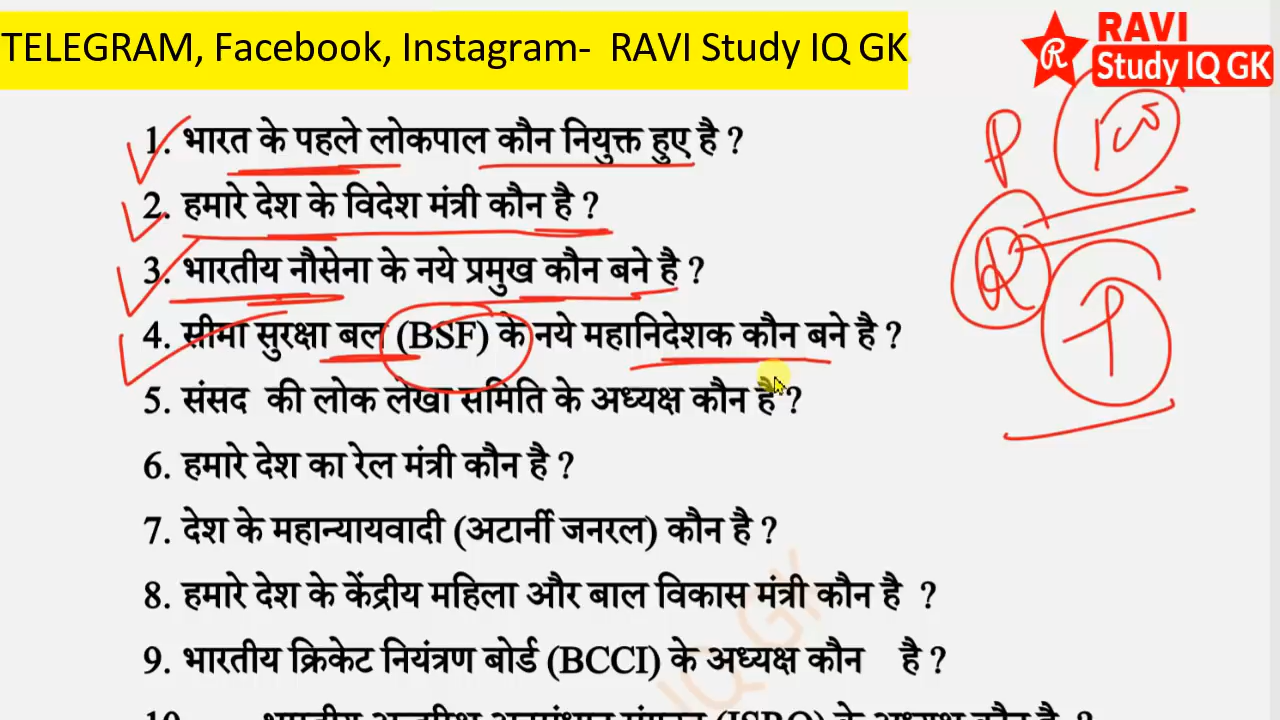 TELEGRAM, Facebook, Instagram- RAVI Study IQ GK
RAVI
Study IQ GK
R
1. भारत के पहले लोकपाल कौन नियुक्त हुए है ?
2. हमारे देश के विदेश मंत्री कौन है ?
3. भारतीय नौसेना के नये प्रमुख कौन बने है ?
4. सीमा सुरक्षा बल (BSF) के नये महानिदेशक कौन बने है ?
5. संसद की लोक लेखा समिति के अध्यक्ष कौन है ?
6. हमारे देश का रेल मंत्री कौन है ?
7. देश के महान्यायवादी (अटार्नी जनरल) कौन है ?
8. हमारे देश के केंद्रीय महिला और बाल विकास मंत्री कौन है ?
9. भारतीय क्रिकेट नियंत्रण बोर्ड (BCCI) के अध्यक्ष कौन है ?
IQ GK